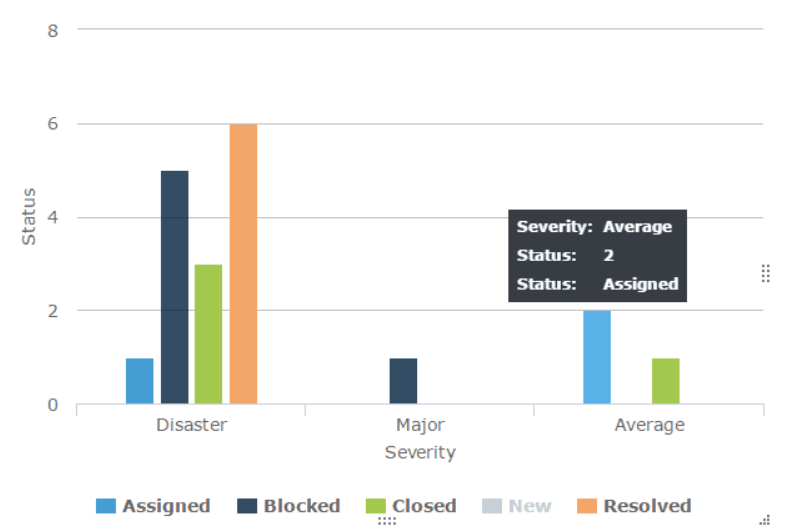 8
6
4
2
0
Status
Severity: Average
Status: 2
Status: Assigned
Disaster Major Average
Severity
Assigned Blocked Closed New Resolved